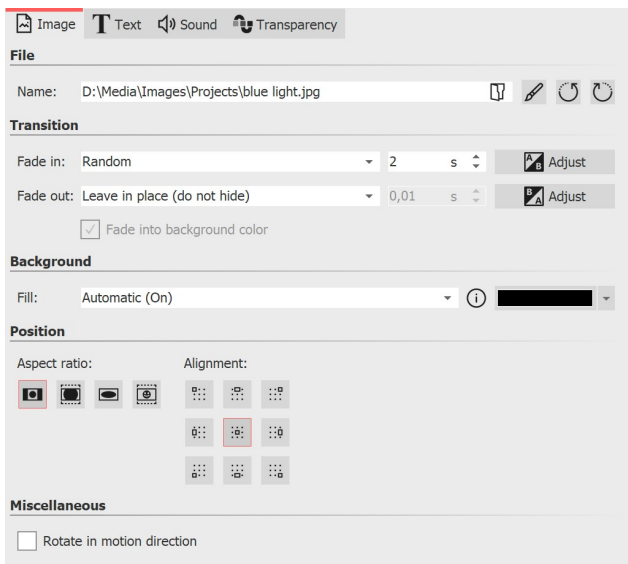 Image Text Sound Transparency
File
Name: D:\Media\Images\Projects\blue light.jpg
Transition
Fade in: Random 2 s A B Adjust
Fade out: Leave in place (do not hide) 0,01 s B A Adjust
Fade into background color
Background
Fill: Automatic (On)
Position
Aspect ratio: Alignment:
Miscellaneous
Rotate in motion direction